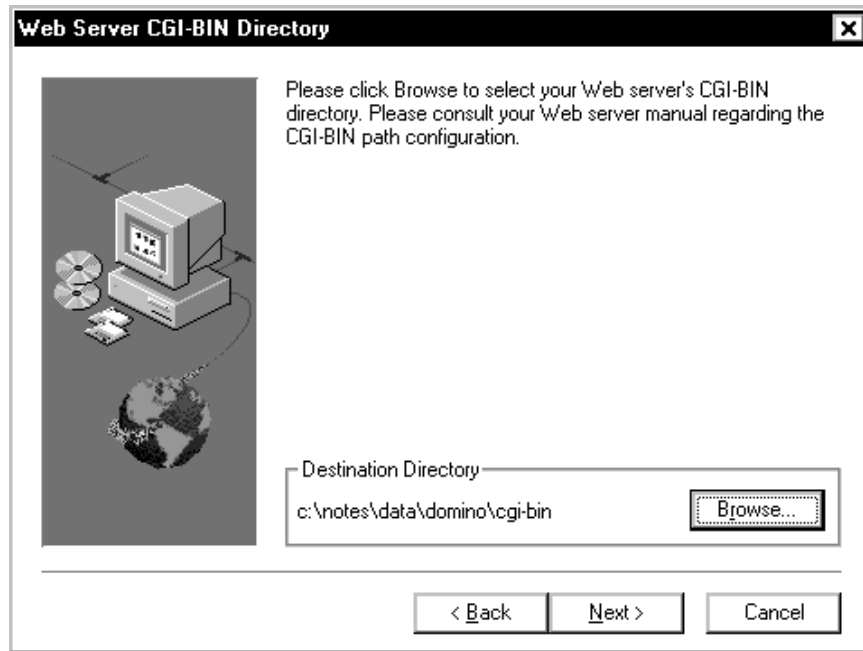 Web Server CGI-BIN Directory
Please click Browse to select your Web server's CGI-BIN
directory. Please consult your Web server manual regarding the
CGI-BIN path configuration.
Destination Directory
c:\notes\data\domino\cgi-bin
Browse...
< Back
Next >
Cancel